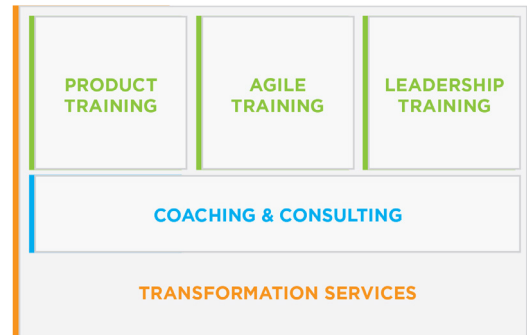 PRODUCT
TRAINING
AGILE
TRAINING
LEADERSHIP
TRAINING
COACHING & CONSULTING
TRANSFORMATION SERVICES